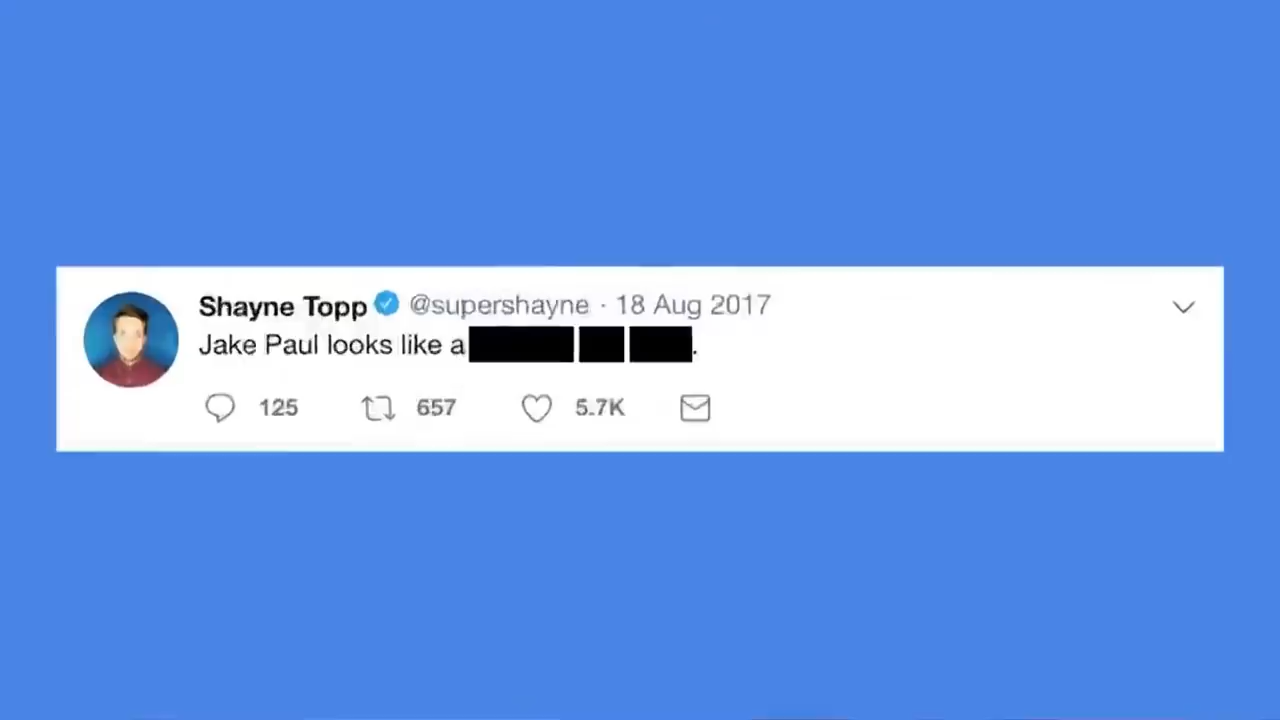 Shayne Topp @supershayne · 18 Aug 2017
Jake Paul looks like a .
125 657 5.7K